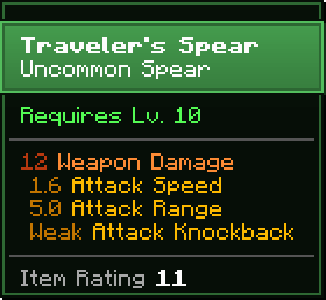 Traveler's Spear
Uncommon Spear
Requires Lv. 10
12 Weapon Damage
1.6 Attack Speed
5.0 Attack Range
Weak Attack Knockback
Item Rating 11